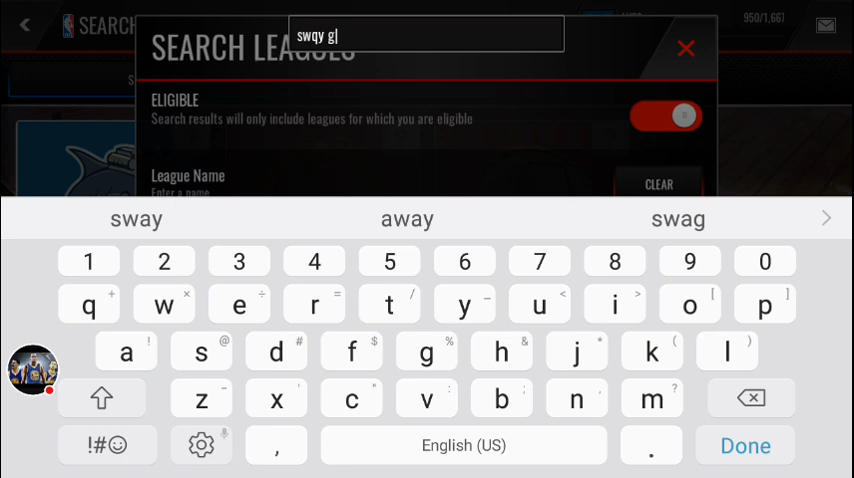 SEARCH
950/1,667
SEARCH LEAGUES
swqy g
ELIGIBLE
Search results will only include leagues for which you are eligible
League Name
Enter a name
CLEAR
sway away swag
1 2 3 4 5 6 7 8 9 0
q + w × e ÷ r = t / y _ u < i > o [ p ]
a ! s @ d # f $ g % h & j * k ( l )
z - x ' c " v : b ; n , m ?
!#☺ , English (US) . Done